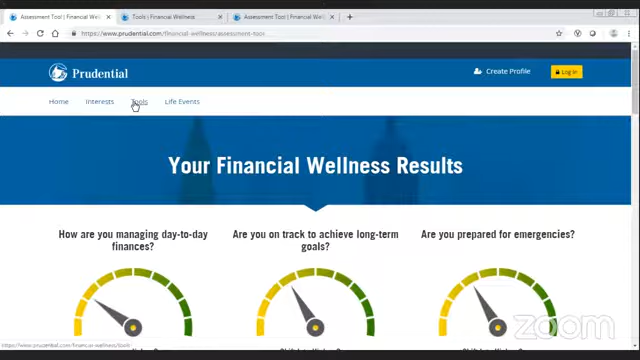 Assessment Tool | Financial Well
Tools | Financial Wellness
Assessment Tool | Financial Well
https://www.prudential.com/financial-wellness/assessment-tool
Prudential
Create Profile
Log In
Home
Interests
Tools
Life Events
Your Financial Wellness Results
How are you managing day-to-day
finances?
Are you on track to achieve long-term
goals?
Are you prepared for emergencies?
zoom
https://www.prudential.com/financial-wellness/tools